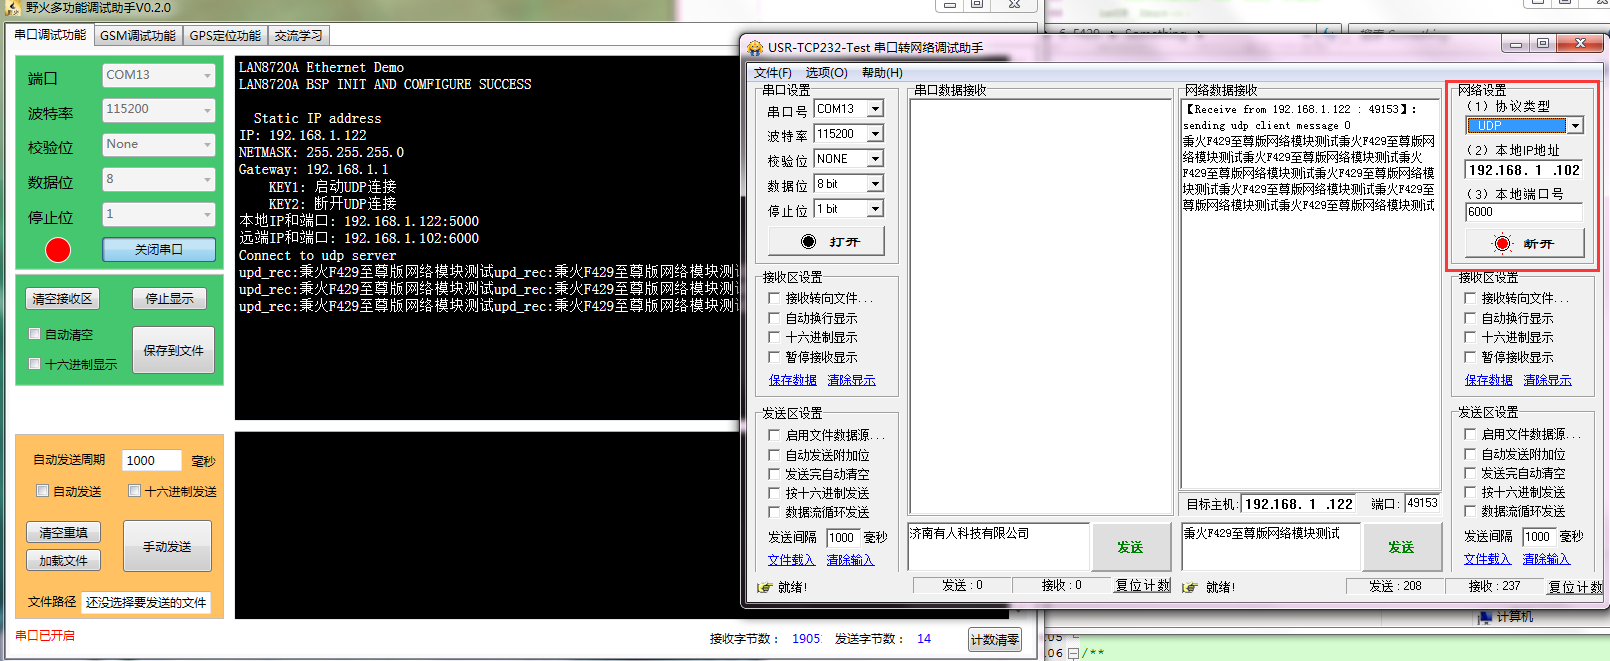 野火多功能调试助手V0.2.0
串口调试功能 GSM调试功能 GPS定位功能 交流学习
端口 COM13
波特率 115200
校验位 None
数据位 8
停止位 1
关闭串口
清空接收区 停止显示
自动清空
十六进制显示
保存到文件
自动发送周期 1000 毫秒
自动发送 十六进制发送
清空重填
加载文件
手动发送
文件路径 还没选择要发送的文件
串口已开启
LAN8720A Ethernet Demo
LAN8720A BSP INIT AND COMFIGURE SUCCESS
Static IP address
IP: 192.168.1.122
NETMASK: 255.255.255.0
Gateway: 192.168.1.1
KEY1: 启动UDP连接
KEY2: 断开UDP连接
本地IP和端口: 192.168.1.122:5000
远端IP和端口: 192.168.1.102:6000
Connect to udp server
upd_rec:秉火F429至尊版网络模块测试upd_rec:秉火F429至尊版网络模块测
upd_rec:秉火F429至尊版网络模块测试upd_rec:秉火F429至尊版网络模块测
upd_rec:秉火F429至尊版网络模块测试upd_rec:秉火F429至尊版网络模块测
接收字节数： 1905 发送字节数： 14 计数清零
USR-TCP232-Test 串口转网络调试助手
文件(F) 选项(O) 帮助(H)
串口设置
串口号 COM13
波特率 115200
校验位 NONE
数据位 8 bit
停止位 1 bit
打开
接收区设置
接收转向文件...
自动换行显示
十六进制显示
暂停接收显示
保存数据 清除显示
发送区设置
启用文件数据源...
自动发送附加位
发送完自动清空
按十六进制发送
数据流循环发送
发送间隔 1000 毫秒
文件载入 清除输入
就绪!
串口数据接收
济南有人科技有限公司
发送
发送 : 0 接收 : 0 复位计数
网络数据接收
【Receive from 192.168.1.122 : 49153】:
sending udp client message 0
秉火F429至尊版网络模块测试秉火F429至尊版网
络模块测试秉火F429至尊版网络模块测试秉火
F429至尊版网络模块测试秉火F429至尊版网络模
块测试秉火F429至尊版网络模块测试秉火F429至
尊版网络模块测试秉火F429至尊版网络模块测试
目标主机: 192.168. 1 .122 端口: 49153
秉火F429至尊版网络模块测试
发送
就绪!
发送 : 208 接收 : 237 复位计数
网络设置
(1) 协议类型
UDP
(2) 本地IP地址
192.168. 1 .102
(3) 本地端口号
6000
断开
接收区设置
接收转向文件...
自动换行显示
十六进制显示
暂停接收显示
保存数据 清除显示
发送区设置
启用文件数据源...
自动发送附加位
发送完自动清空
按十六进制发送
数据流循环发送
发送间隔 1000 毫秒
文件载入 清除输入
计算机
06 /**